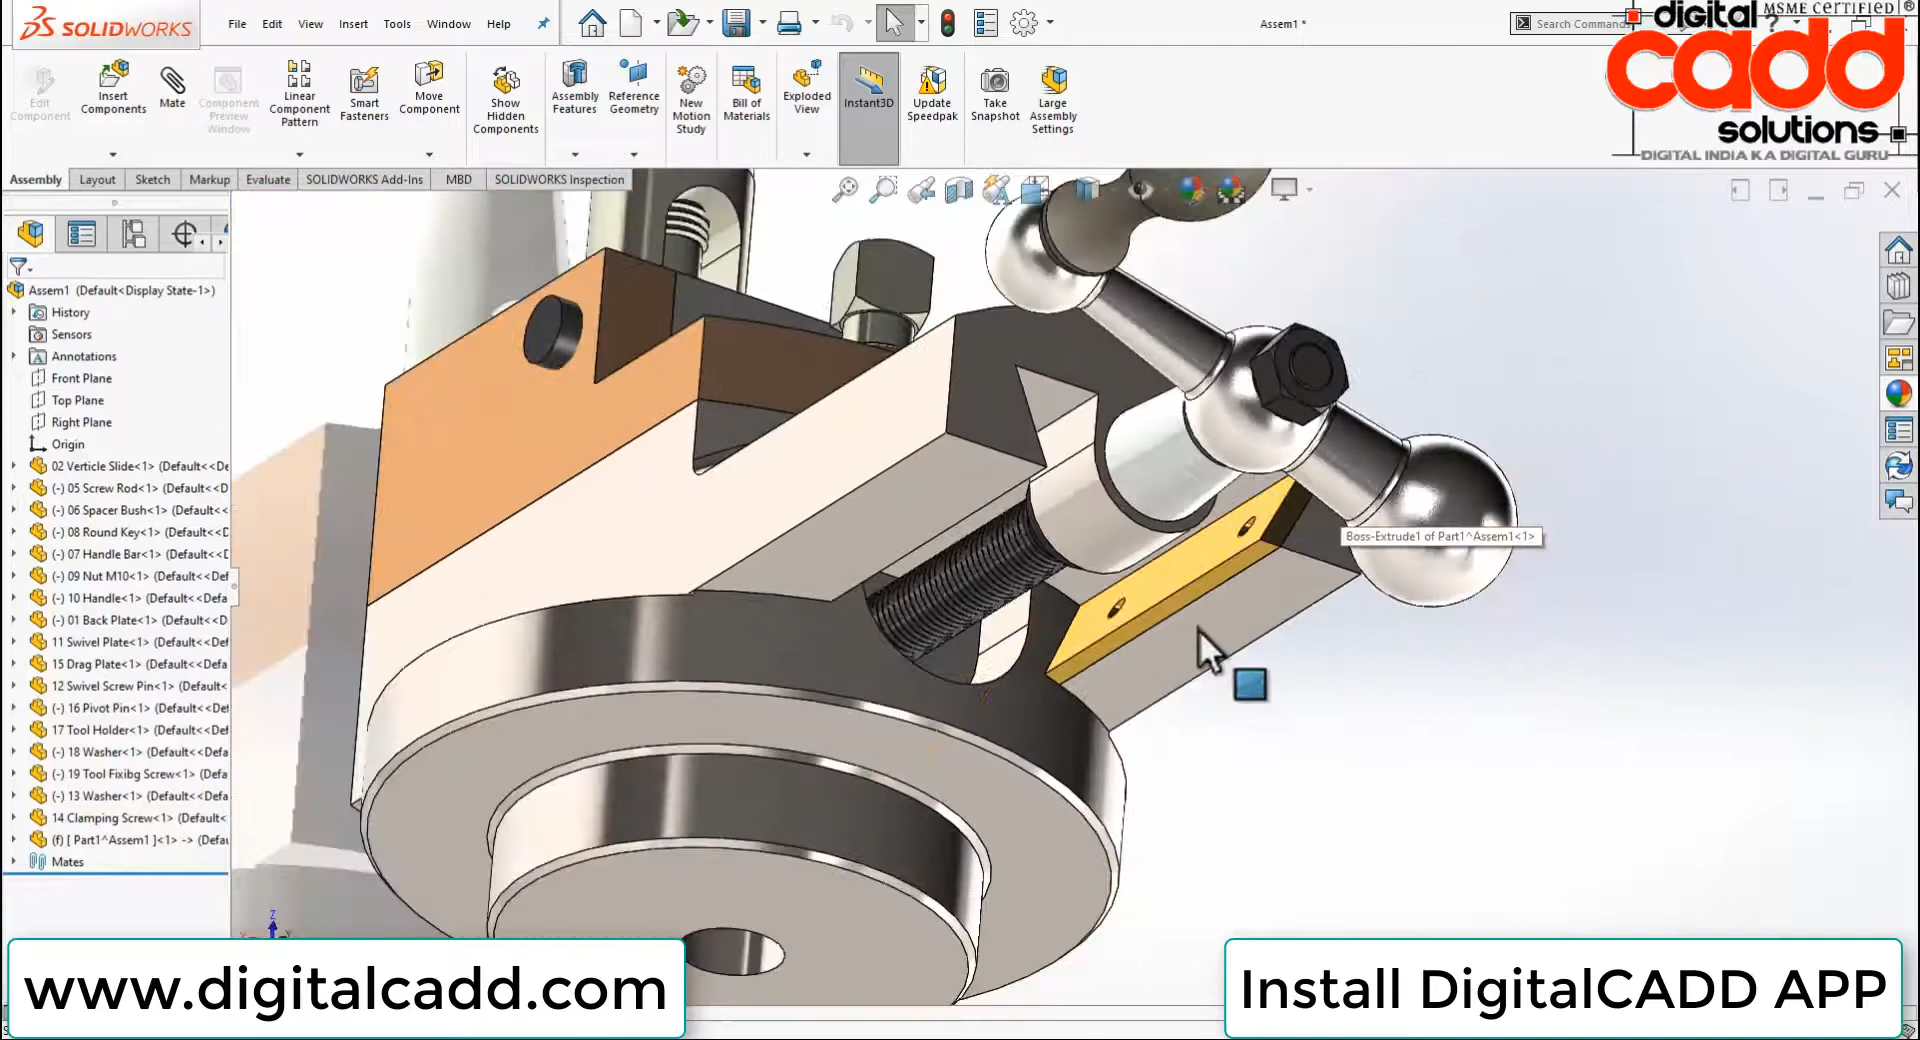 SOLIDWORKS
File Edit View Insert Tools Window Help
Assem1 *
Search Commands
digital
MSME CERTIFIED
cadd
solutions
DIGITAL INDIA KA DIGITAL GURU
Edit Component
Insert Components
Mate
Component Preview Window
Linear Component Pattern
Smart Fasteners
Move Component
Show Hidden Components
Assembly Features
Reference Geometry
New Motion Study
Bill of Materials
Exploded View
Instant3D
Update Speedpak
Take Snapshot
Large Assembly Settings
Assembly Layout Sketch Markup Evaluate SOLIDWORKS Add-Ins MBD SOLIDWORKS Inspection
Assem1 (Default<Display State-1>)
History
Sensors
Annotations
Front Plane
Top Plane
Right Plane
Origin
02 Verticle Slide<1> (Default<<De
(-) 05 Screw Rod<1> (Default<<D
(-) 06 Spacer Bush<1> (Default<<
(-) 08 Round Key<1> (Default<<D
(-) 07 Handle Bar<1> (Default<<D
(-) 09 Nut M10<1> (Default<<Defa
(-) 10 Handle<1> (Default<<Defa
(-) 01 Back Plate<1> (Default<<De
11 Swivel Plate<1> (Default<<Def
15 Drag Plate<1> (Default<<Defa
(-) 12 Swivel Screw Pin<1> (Default<
(-) 16 Pivot Pin<1> (Default<<Defa
17 Tool Holder<1> (Default<<Defa
(-) 18 Washer<1> (Default<<Defa
(-) 19 Tool Fixibg Screw<1> (Defa
(-) 13 Washer<1> (Default<<Defa
14 Clamping Screw<1> (Default<
(f) [ Part1^Assem1 ]<1> -> (Defau
Mates
Boss-Extrude1 of Part1^Assem1<1>
Z
www.digitalcadd.com
Install DigitalCADD APP